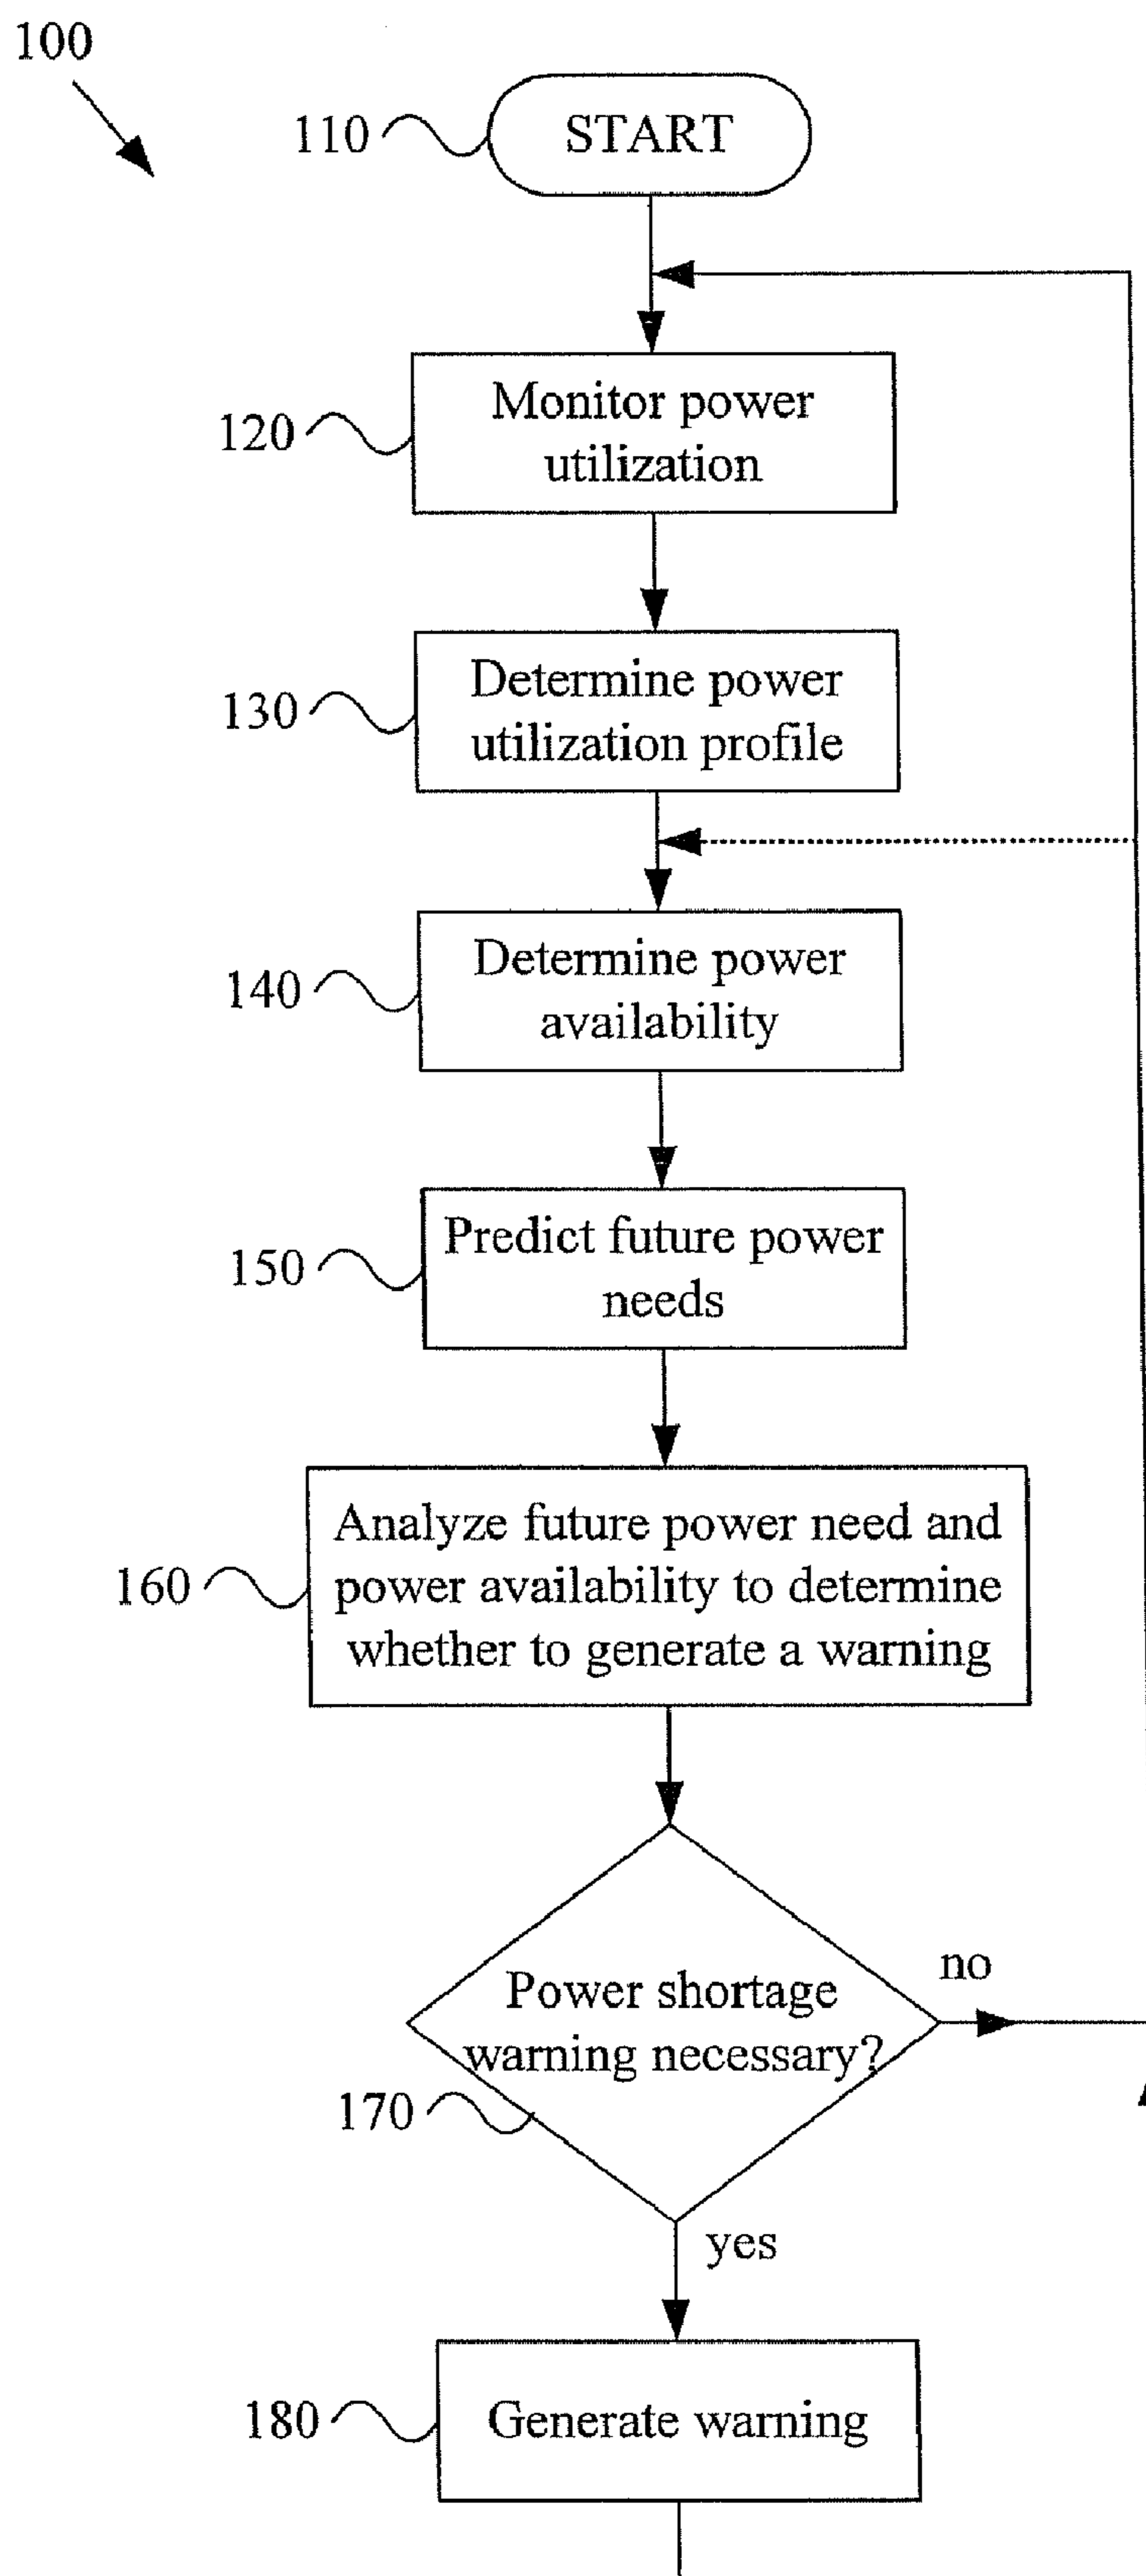 100
110
START
120
Monitor power
utilization
130
Determine power
utilization profile
140
Determine power
availability
150
Predict future power
needs
160
Analyze future power need and
power availability to determine
whether to generate a warning
no
Power shortage
warning necessary?
170
yes
180
Generate warning